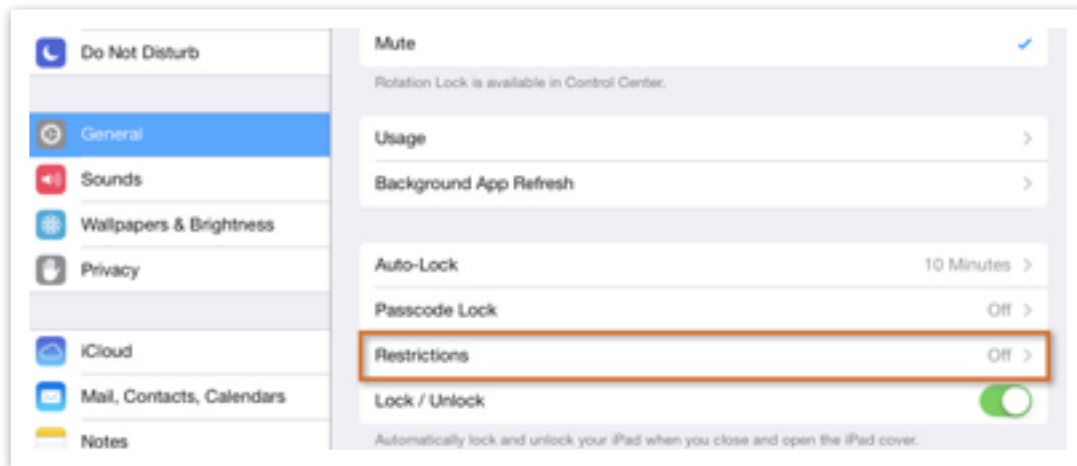 Do Not Disturb
General
Sounds
Wallpapers & Brightness
Privacy
iCloud
Mail, Contacts, Calendars
Notes
Mute
Rotation Lock is available in Control Center.
Usage
Background App Refresh
Auto-Lock 10 Minutes
Passcode Lock Off
Restrictions Off
Lock / Unlock
Automatically lock and unlock your iPad when you close and open the iPad cover.